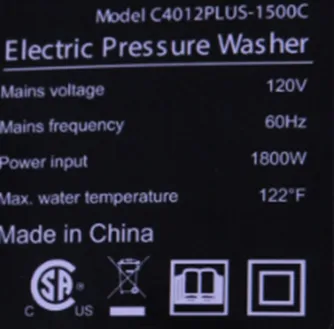 Model C4012PLUS-1500C
Electric Pressure Washer
Mains voltage 120V
Mains frequency 60Hz
Power input 1800W
Max. water temperature 122°F
Made in China
C SA® US